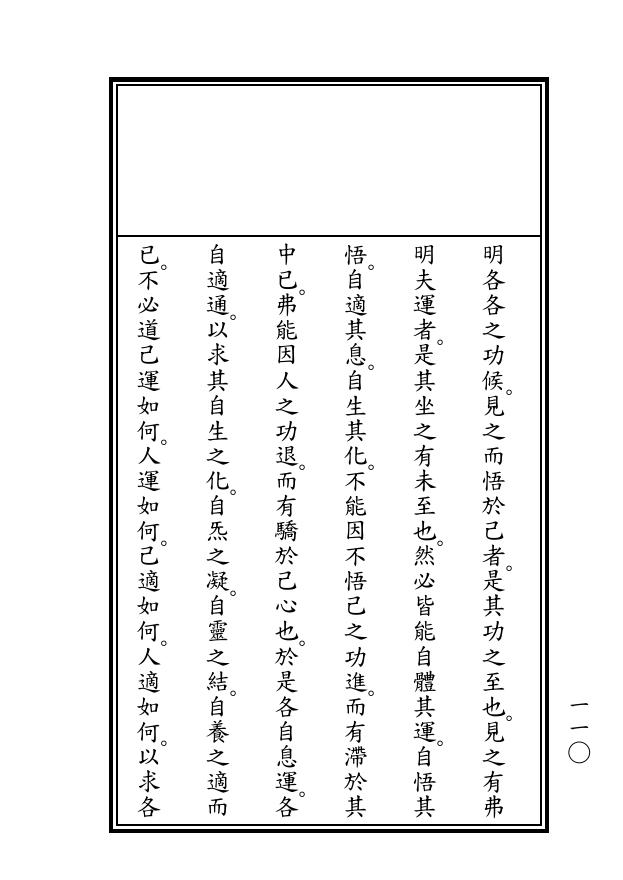 明各各之功候。見之而悟於己者。是其功之至也。見之有弗
明夫運者。是其坐之有未至也。然必皆能自體其運。自悟其
悟。自適其息。自生其化。不能因不悟己之功進。而有滯於其
中已。弗能因人之功退。而有驕於己心也。於是各自息運。各
自適通。以求其自生之化。自炁之凝。自靈之結。自養之適而
已。不必道己運如何。人運如何。己適如何。人適如何。以求各
一一〇